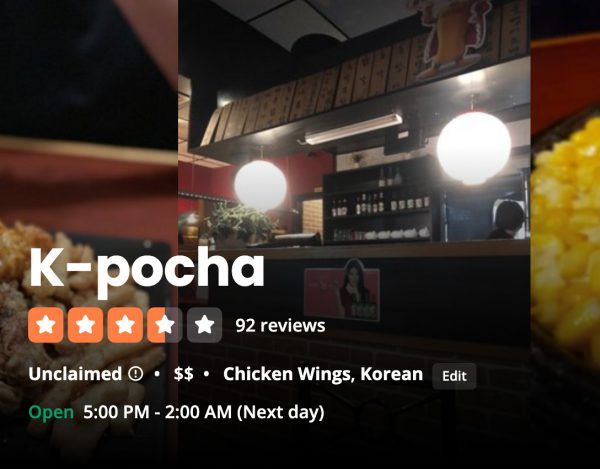 K-pocha
92 reviews
Unclaimed • $$ • Chicken Wings, Korean Edit
Open 5:00 PM - 2:00 AM (Next day)